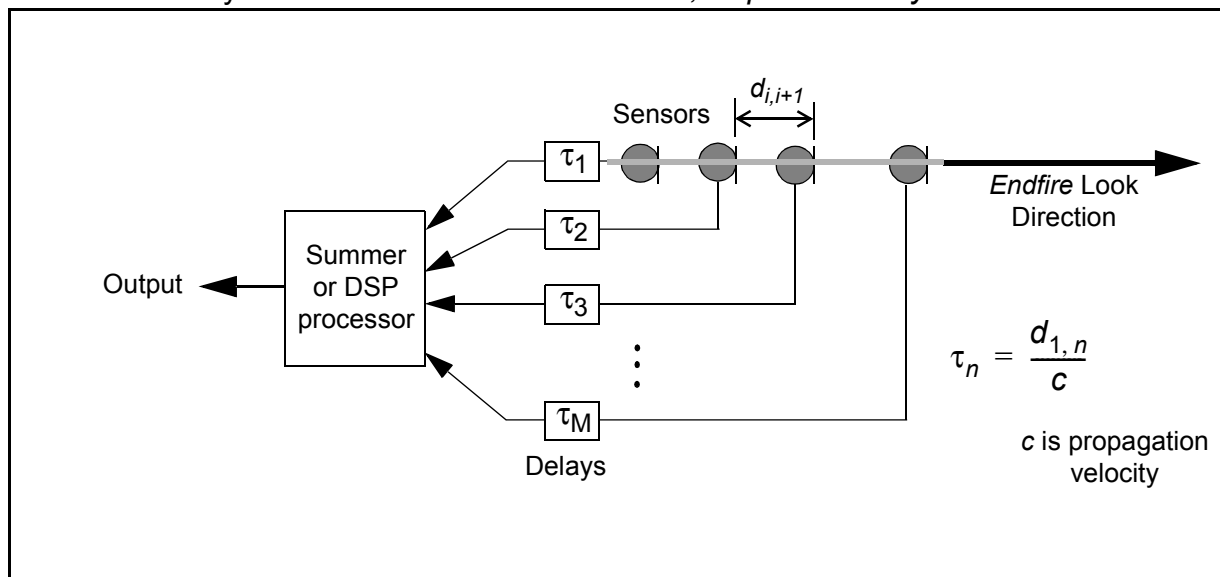 d_{i,i+1}
Sensors
τ_1
Endfire Look
Direction
τ_2
Summer
or DSP
processor
Output
τ_3
τ_n = d_{1, n} / c
τ_M
c is propagation
velocity
Delays